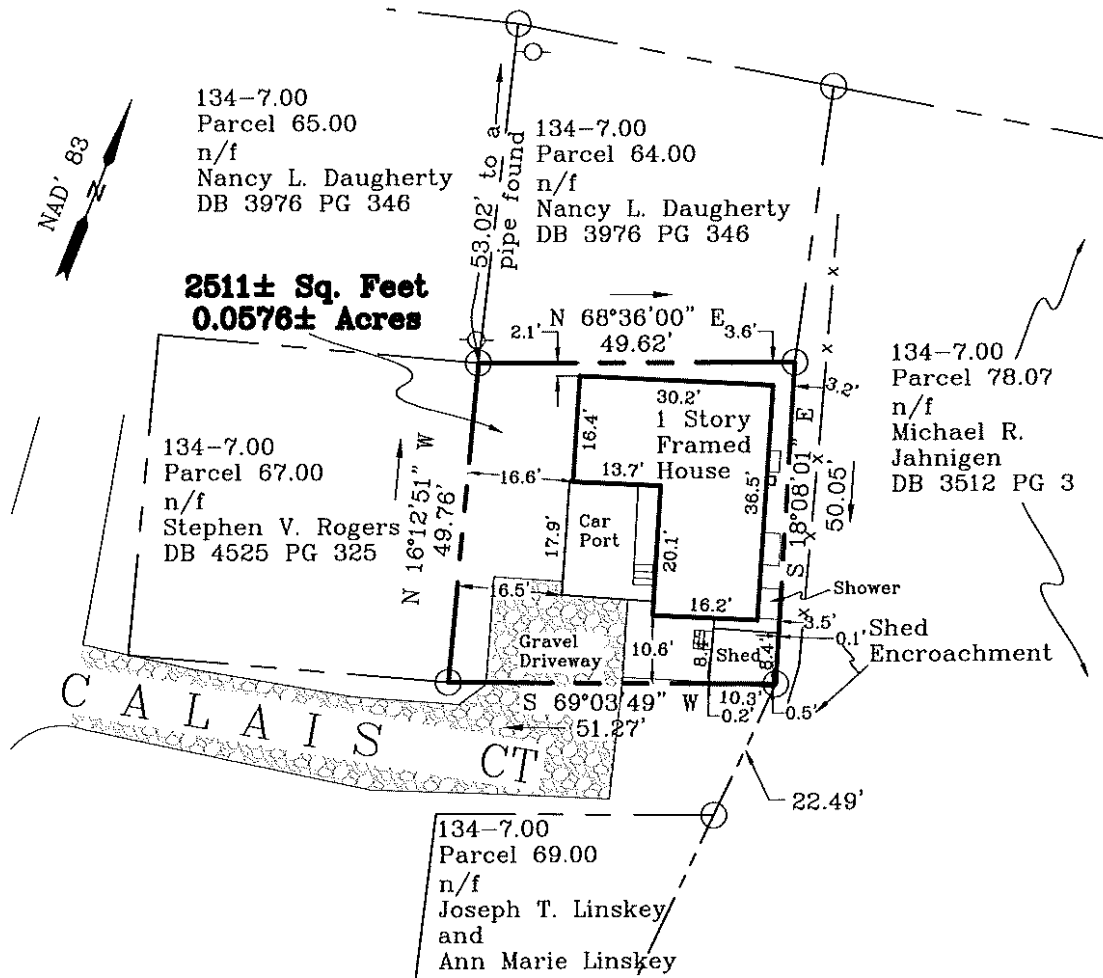 NAD' 83
N
134-7.00
Parcel 65.00
n/f
Nancy L. Daugherty
DB 3976 PG 346
53.02' to a
pipe found
134-7.00
Parcel 64.00
n/f
Nancy L. Daugherty
DB 3976 PG 346
2511± Sq. Feet
0.0576± Acres
2.1'
N 68°36'00" E
49.62'
3.6'
3.2'
134-7.00
Parcel 78.07
n/f
Michael R.
Jahnigen
DB 3512 PG 3
134-7.00
Parcel 67.00
n/f
Stephen V. Rogers
DB 4525 PG 325
N 16°12'51" W
49.76'
16.6'
16.4'
30.2'
1 Story
Framed
House
13.7'
36.5'
S 18°08'01" E
50.05'
Car
Port
17.9'
20.1'
16.5'
16.2'
Shower
3.5'
0.1'
Shed
Encroachment
Gravel
Driveway
10.6'
Shed
8.4'
S 69°03'49" W
51.27'
10.3'
0.2'
0.5'
CALAIS CT
22.49'
134-7.00
Parcel 69.00
n/f
Joseph T. Linskey
and
Ann Marie Linskey